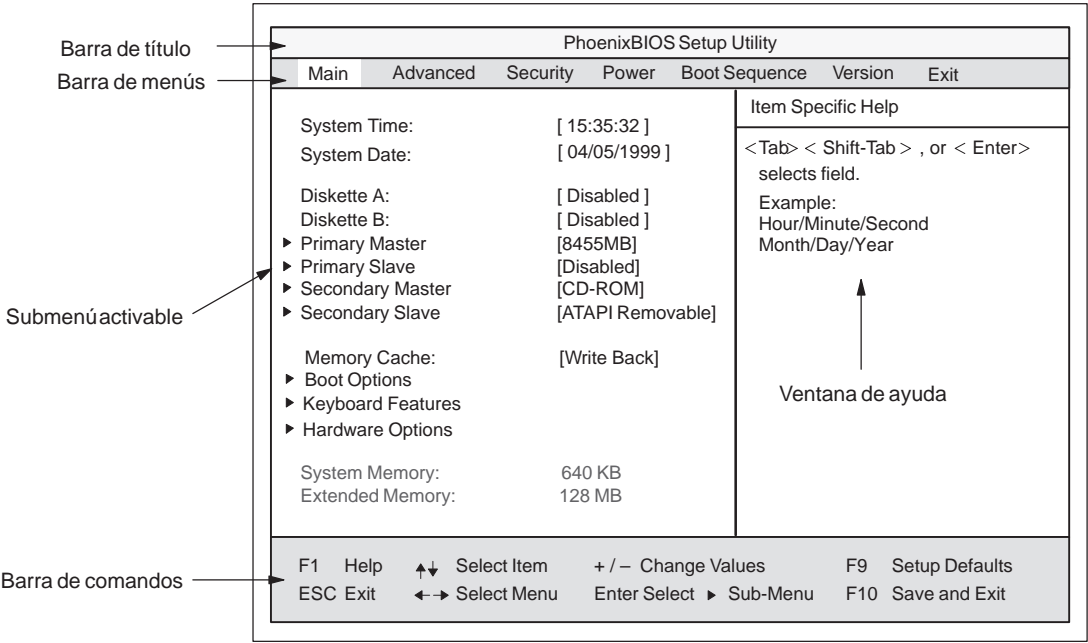 PhoenixBIOS Setup Utility
Barra de título
Main Advanced Security Power Boot Sequence Version Exit
Barra de menús
Item Specific Help
System Time: [ 15:35:32 ]
System Date: [ 04/05/1999 ]
<Tab> < Shift-Tab > , or < Enter>
selects field.
Diskette A: [ Disabled ]
Example:
Diskette B: [ Disabled ]
Hour/Minute/Second
Primary Master [8455MB]
Month/Day/Year
Primary Slave [Disabled]
Secondary Master [CD-ROM]
Secondary Slave [ATAPI Removable]
Submenú activable
Memory Cache: [Write Back]
Boot Options
Ventana de ayuda
Keyboard Features
Hardware Options
System Memory: 640 KB
Extended Memory: 128 MB
F1 Help Select Item + / – Change Values F9 Setup Defaults
Barra de comandos
ESC Exit Select Menu Enter Select Sub-Menu F10 Save and Exit